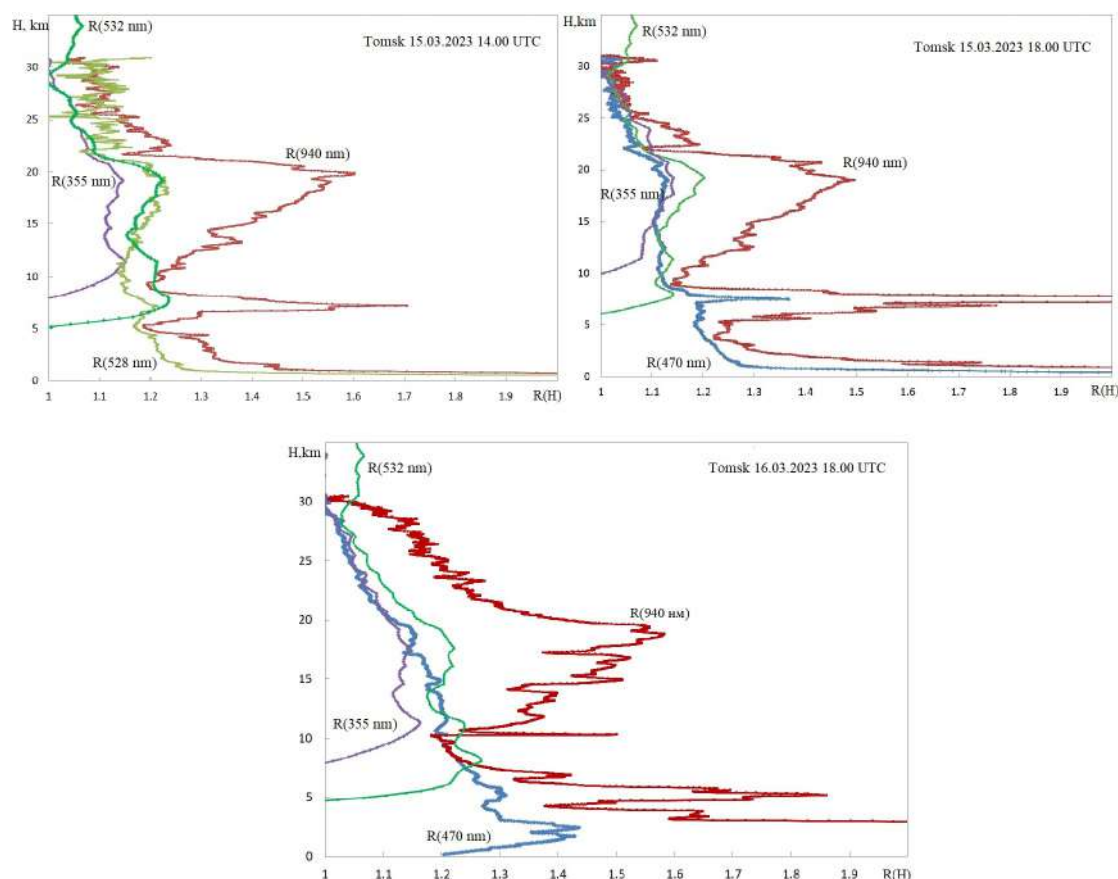 H, km
R(532 nm)
Tomsk 15.03.2023 14.00 UTC
30
25
R(940 nm)
20
R(355 nm)
15
10
5
R(528 nm)
0
1 1.1 1.2 1.3 1.4 1.5 1.6 1.7 1.8 1.9 R(H)
H, km
R(532 nm)
Tomsk 15.03.2023 18.00 UTC
30
25
20
R(940 nm)
R(355 nm)
15
10
5
R(470 nm)
0
1 1.1 1.2 1.3 1.4 1.5 1.6 1.7 1.8 1.9 R(H)
H,km
R(532 nm)
Tomsk 16.03.2023 18.00 UTC
30
25
20
R(940 нм)
15
R(355 nm)
10
5
R(470 nm)
0
1 1.1 1.2 1.3 1.4 1.5 1.6 1.7 1.8 1.9 R(H)